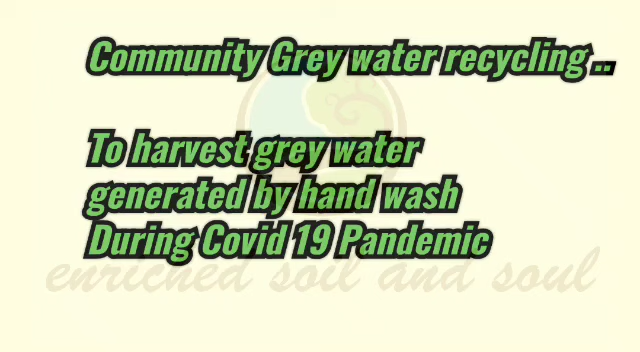 Community Grey water recycling ..
To harvest grey water
generated by hand wash
During Covid 19 Pandemic
enriched soil and soul